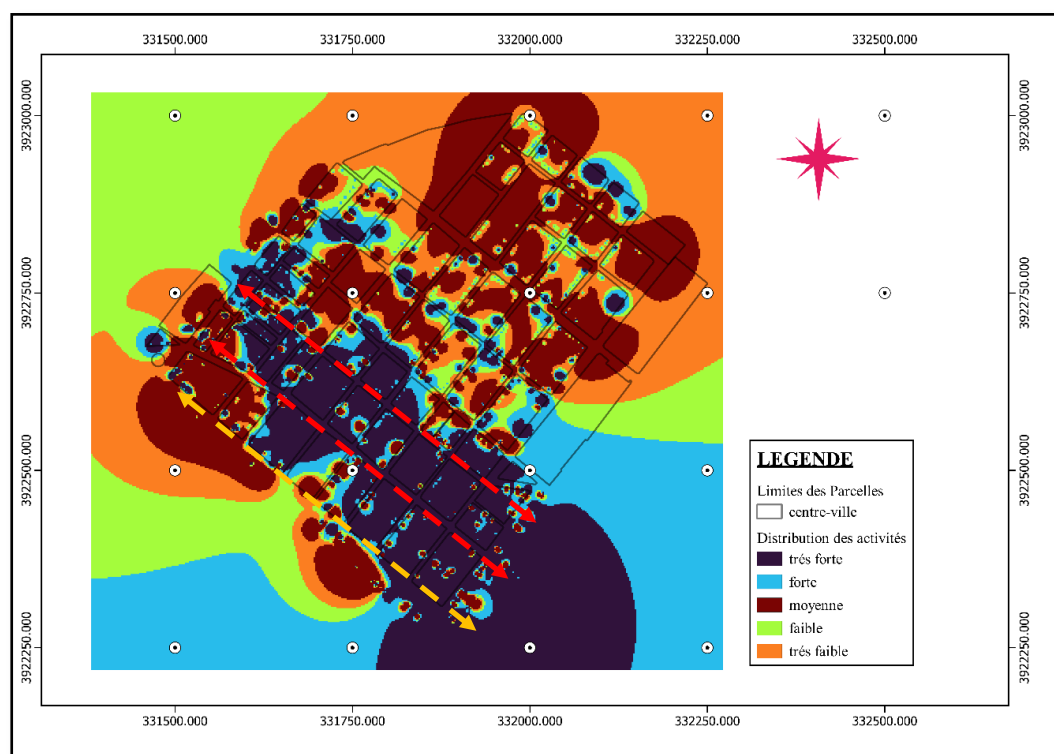 331500.000 331750.000 332000.000 332250.000 332500.000
3923000.000
3922750.000
3922500.000
3922250.000
3923000.000
3922750.000
3922500.000
3922250.000
LEGENDE
Limites des Parcelles
centre-ville
Distribution des activités
trés forte
forte
moyenne
faible
trés faible
331500.000 331750.000 332000.000 332250.000 332500.000